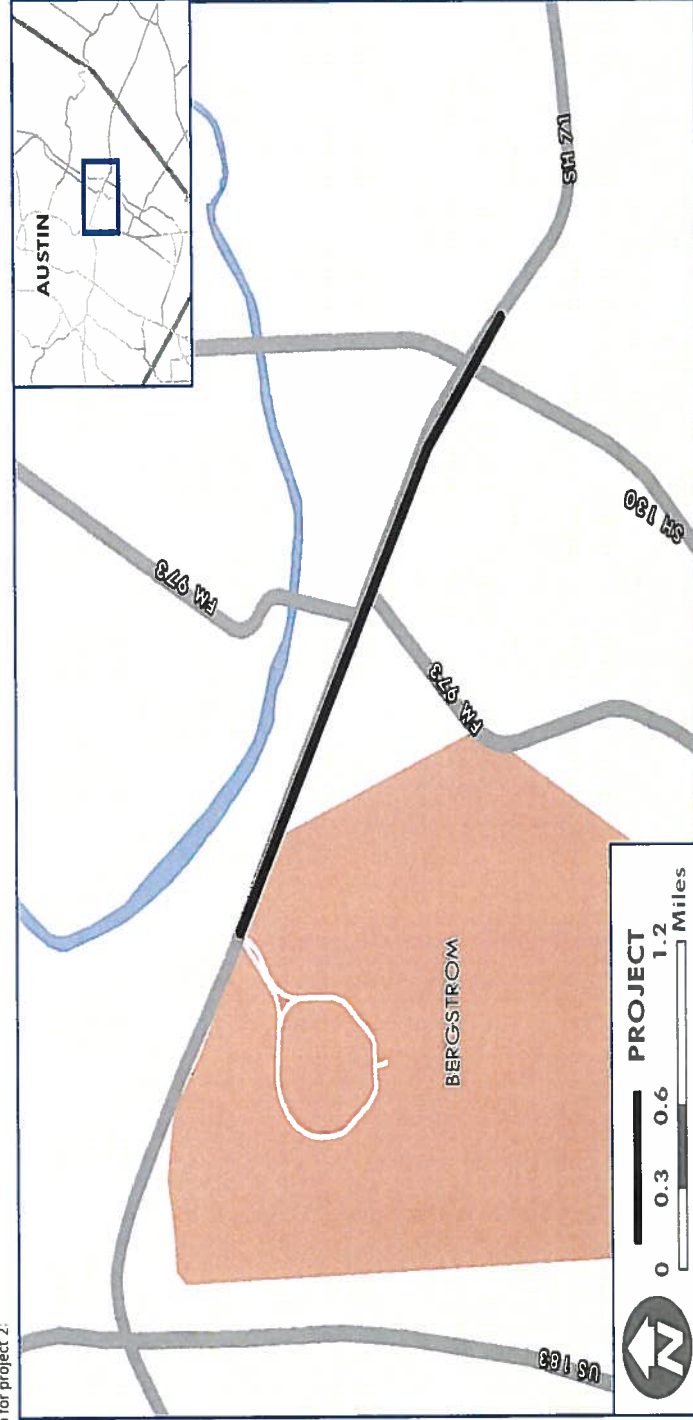 for project 2:
AUSTIN
FM 973
SH 71
FM 973
SH 130
US 183
BERGSTROM
N
PROJECT
0 0.3 0.6 1.2
Miles